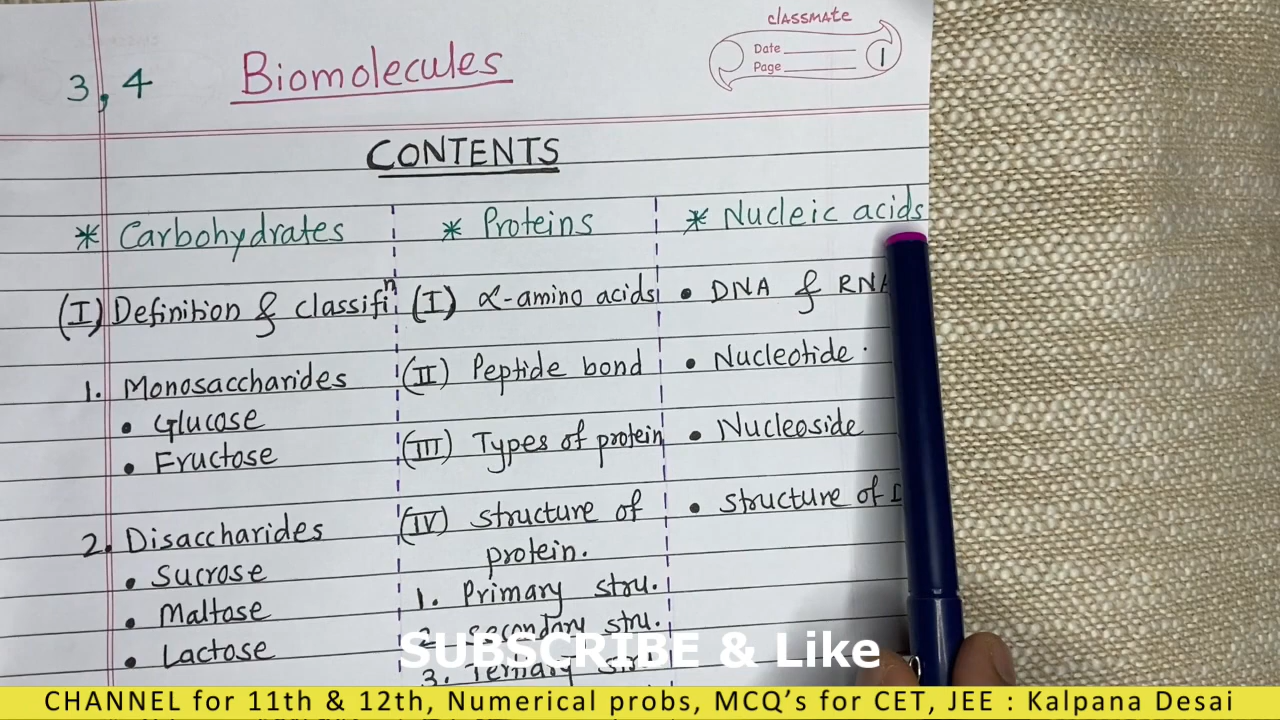 classmate
Date
Page
1
3, 4
Biomolecules
CONTENTS
* Carbohydrates
(I) Definition & classifiⁿ
1. Monosaccharides
• Glucose
• Fructose
2. Disaccharides
• Sucrose
• Maltose
• Lactose
* Proteins
(I) α-amino acids
(II) Peptide bond
(III) Types of protein
(IV) structure of
protein.
1. Primary stru.
2. secondary stru.
3. Ternary
* Nucleic acids
• DNA & RNA
• Nucleotide
• Nucleoside
• structure of
SUBSCRIBE & Like
CHANNEL for 11th & 12th, Numerical probs, MCQ’s for CET, JEE : Kalpana Desai